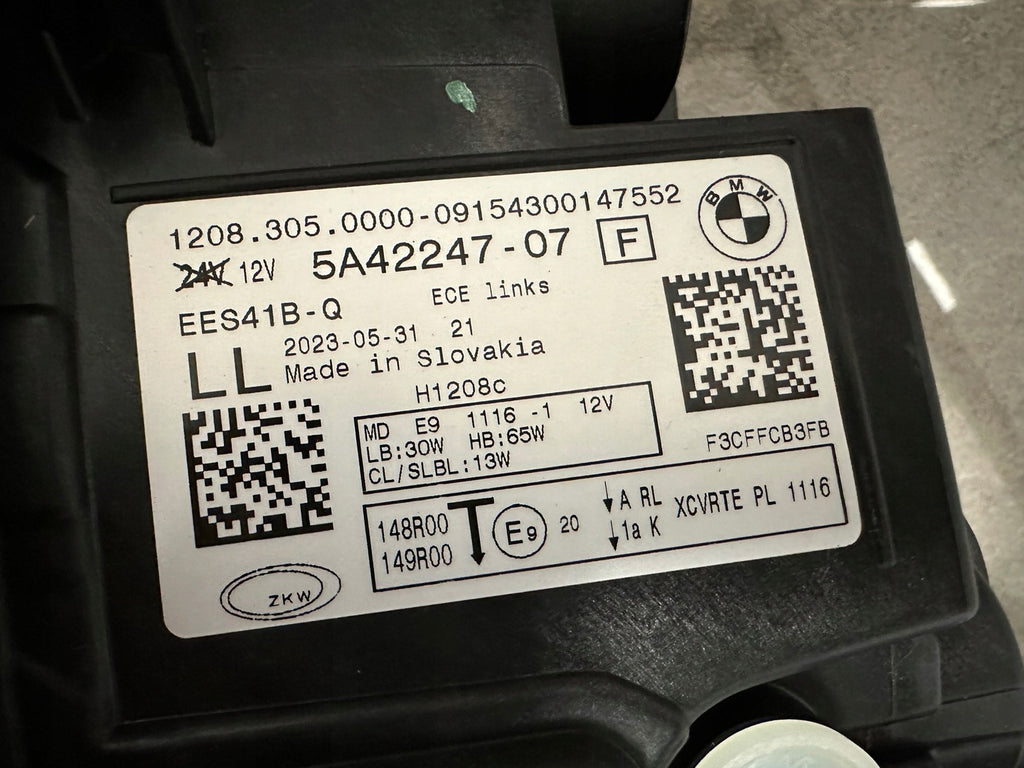 1208.305.0000-09154300147552
BMW
24V 12V 5A42247-07 F
EES41B-Q ECE links
2023-05-31 21
LL Made in Slovakia
H1208c
MD E9 1116 -1 12V
LB:30W HB:65W
CL/SLBL:13W
F3CFFCB3FB
148R00
149R00
E9 20
↓A RL
↓1a K
XCVRTE PL 1116
ZKW